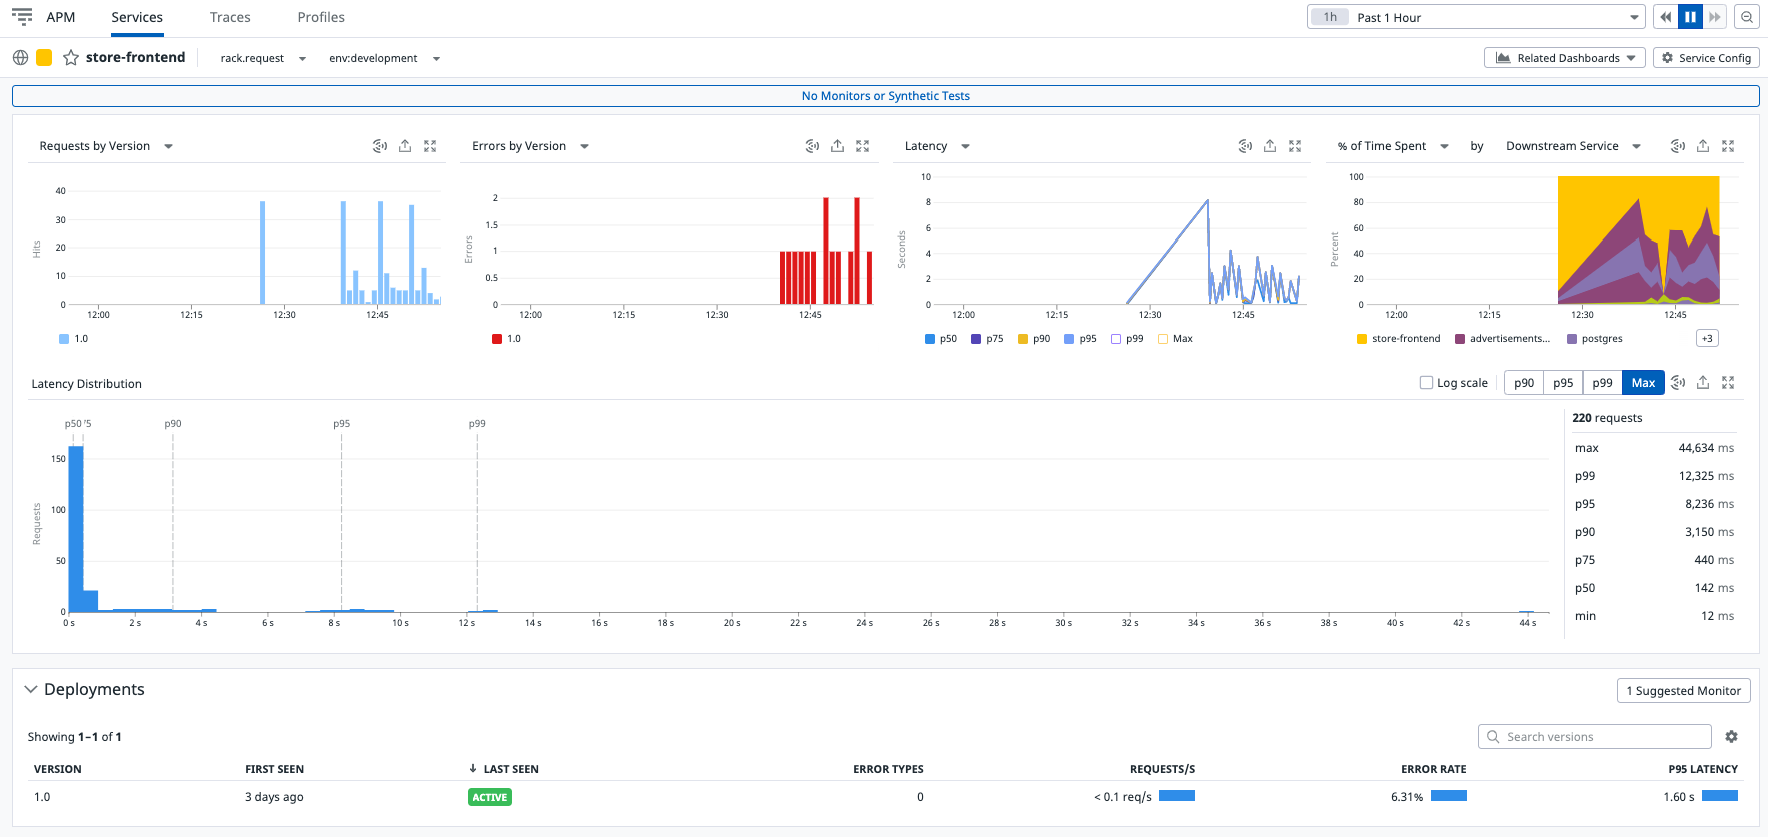 APM Services Traces Profiles 1h Past 1 Hour
store-frontend rack.request env:development Related Dashboards Service Config
No Monitors or Synthetic Tests
Requests by Version
Hits
40
30
20
10
0
12:00 12:15 12:30 12:45
1.0
Errors by Version
Errors
2
1.5
1
0.5
0
12:00 12:15 12:30 12:45
1.0
Latency
Seconds
10
8
6
4
2
0
12:00 12:15 12:30 12:45
p50 p75 p90 p95 p99 Max
% of Time Spent by Downstream Service
Percent
100
80
60
40
20
0
12:00 12:15 12:30 12:45
store-frontend advertisements... postgres +3
Latency Distribution Log scale p90 p95 p99 Max
p50 '5 p90 p95 p99
Requests
150
100
50
0
0 s 2 s 4 s 6 s 8 s 10 s 12 s 14 s 16 s 18 s 20 s 22 s 24 s 26 s 28 s 30 s 32 s 34 s 36 s 38 s 40 s 42 s 44 s
220 requests
max 44,634 ms
p99 12,325 ms
p95 8,236 ms
p90 3,150 ms
p75 440 ms
p50 142 ms
min 12 ms
Deployments 1 Suggested Monitor
Showing 1–1 of 1 Search versions
VERSION FIRST SEEN LAST SEEN ERROR TYPES REQUESTS/S ERROR RATE P95 LATENCY
1.0 3 days ago ACTIVE 0 < 0.1 req/s 6.31% 1.60 s